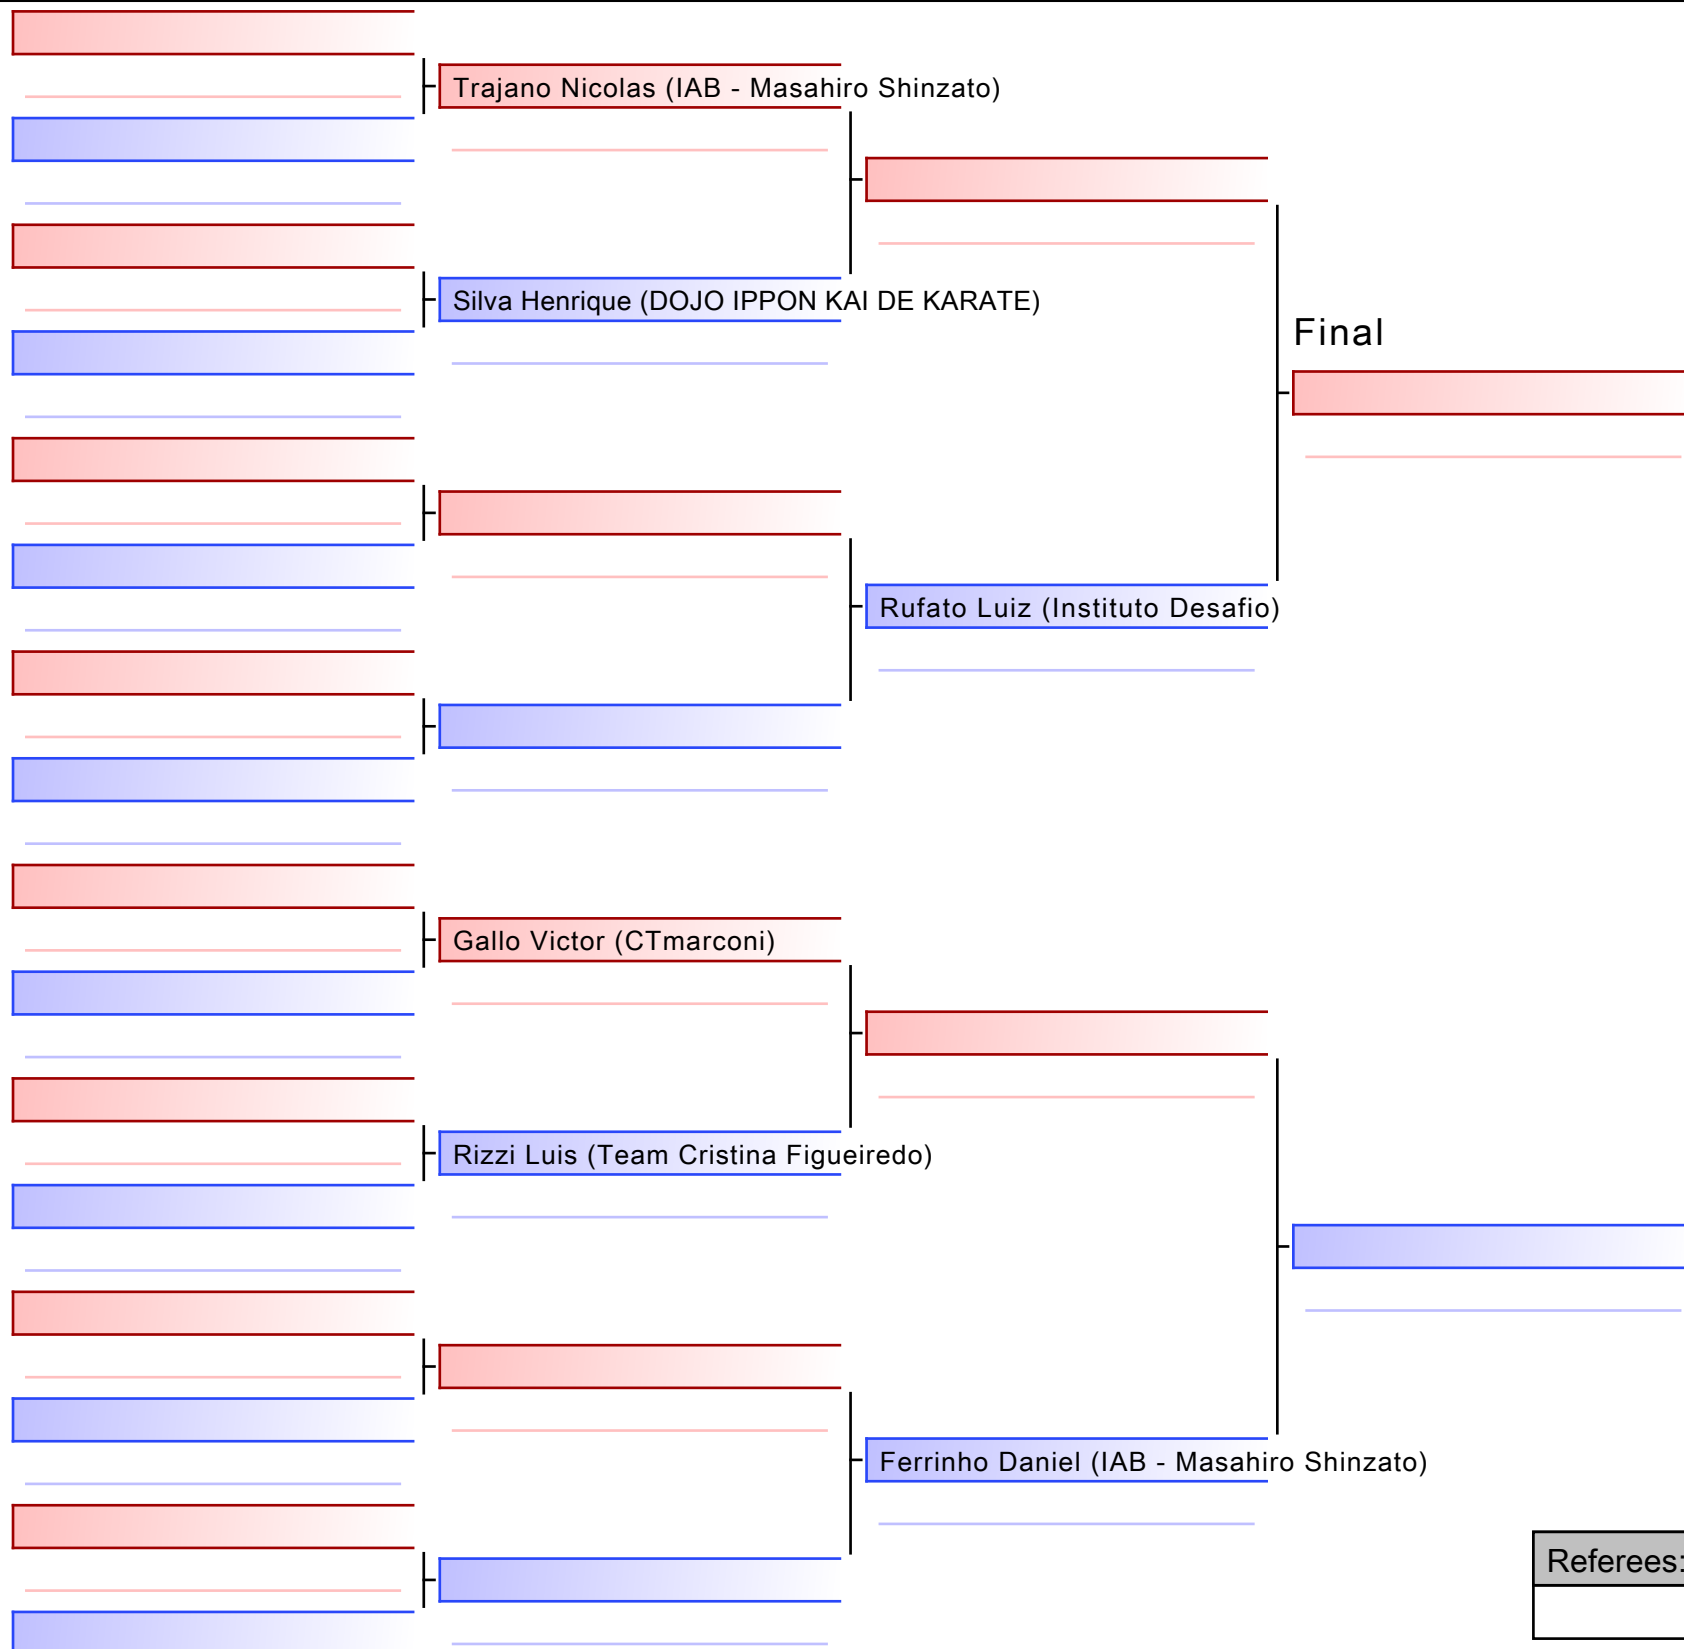 Trajano Nicolas (IAB - Masahiro Shinzato)
Silva Henrique (DOJO IPPON KAI DE KARATE)
Final
Rufato Luiz (Instituto Desafio)
Gallo Victor (CTmarconi)
Rizzi Luis (Team Cristina Figueiredo)
Ferrinho Daniel (IAB - Masahiro Shinzato)
Referees: